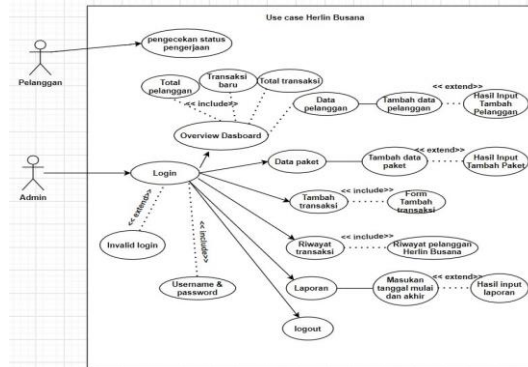 Use case Herlin Busana
Pelanggan
pengecekan status
pengerjaan
Total
pelanggan
Transaksi
baru
Total transaksi
<< include>>
Overview Dasboard
Data
pelanggan
Tambah data
pelanggan
<< extend>>
Hasil Input
Tambah
Pelanggan
Admin
Login
Data paket
Tambah data
paket
<< extend>>
Hasil Input
Tambah Paket
Tambah
transaksi
<< include>>
Form Tambah
transaksi
<< extend>>
<< include>>
Invalid login
Riwayat
transaksi
<< include>>
Riwayat pelanggan
Herlin Busana
Username &
password
Laporan
Masukan
tanggal mulai
dan akhir
<< extend>>
Hasil input
laporan
logout